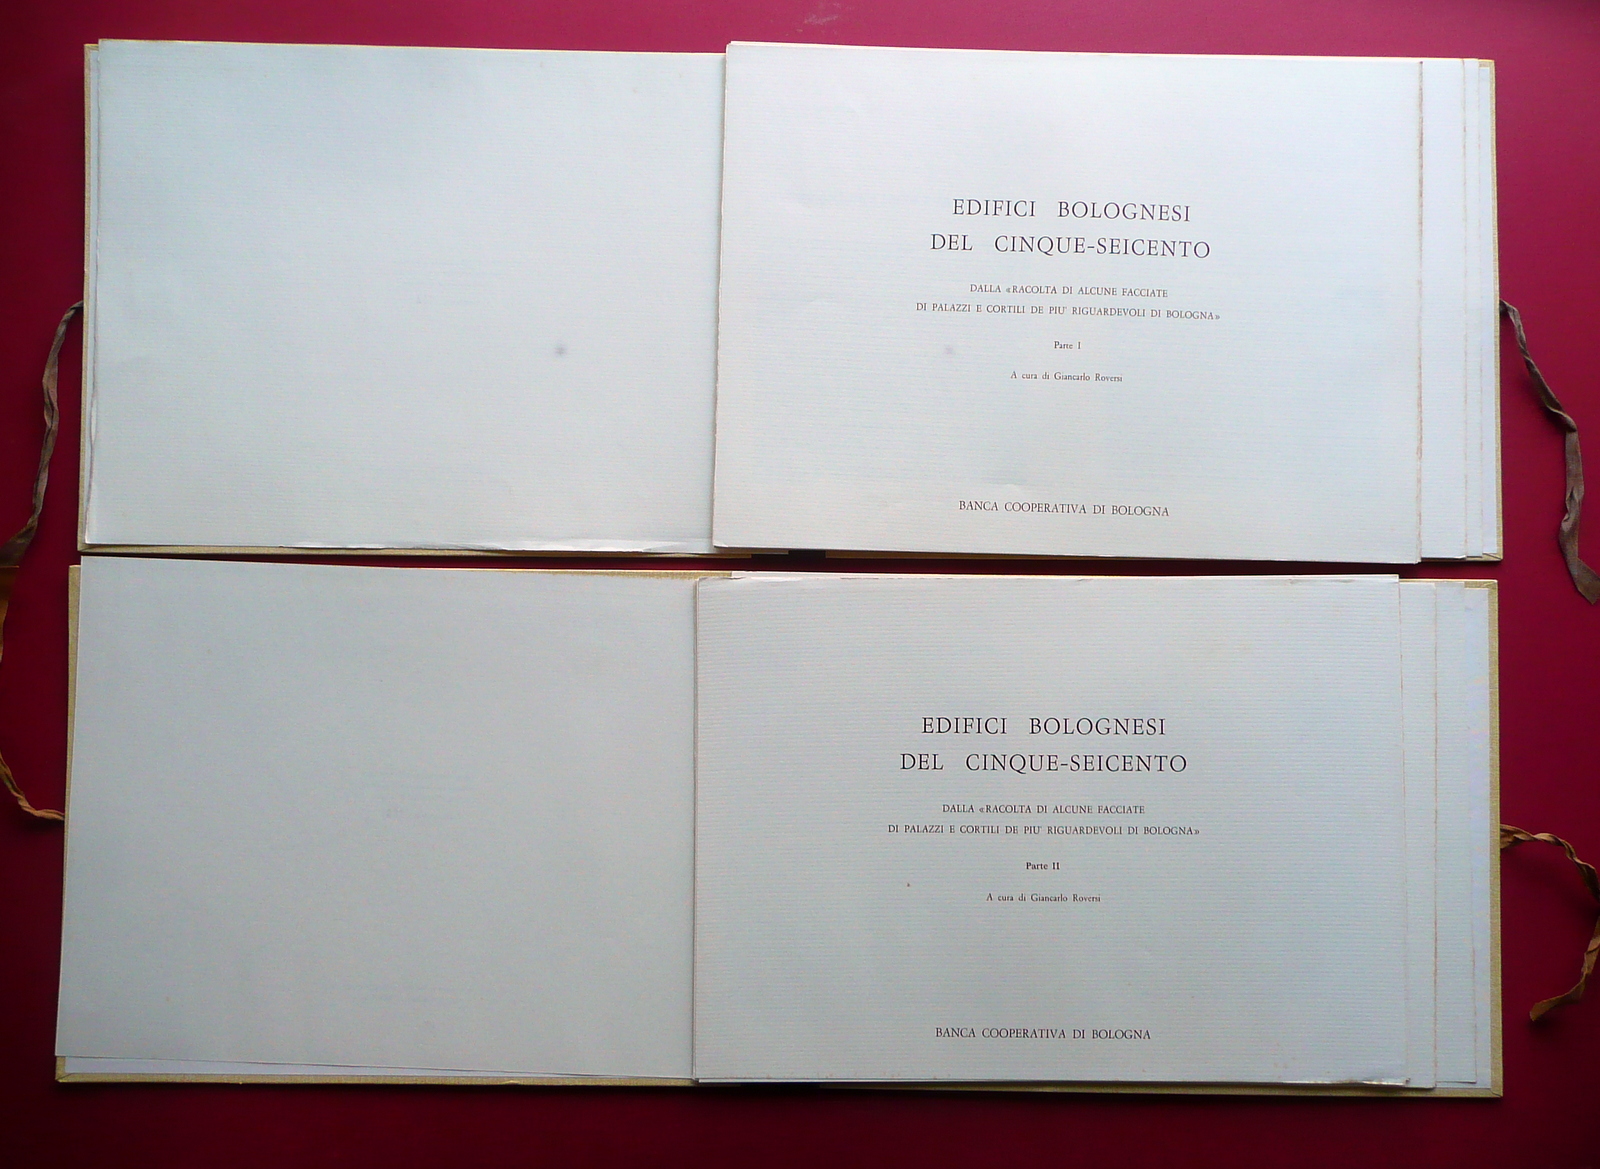 EDIFICI BOLOGNESI
DEL CINQUE-SEICENTO
DALLA «RACOLTA DI ALCUNE FACCIATE
DI PALAZZI E CORTILI DE PIU' RIGUARDEVOLI DI BOLOGNA»
Parte I
A cura di Giancarlo Roversi
BANCA COOPERATIVA DI BOLOGNA
EDIFICI BOLOGNESI
DEL CINQUE-SEICENTO
DALLA «RACOLTA DI ALCUNE FACCIATE
DI PALAZZI E CORTILI DE PIU' RIGUARDEVOLI DI BOLOGNA»
Parte II
A cura di Giancarlo Roversi
BANCA COOPERATIVA DI BOLOGNA